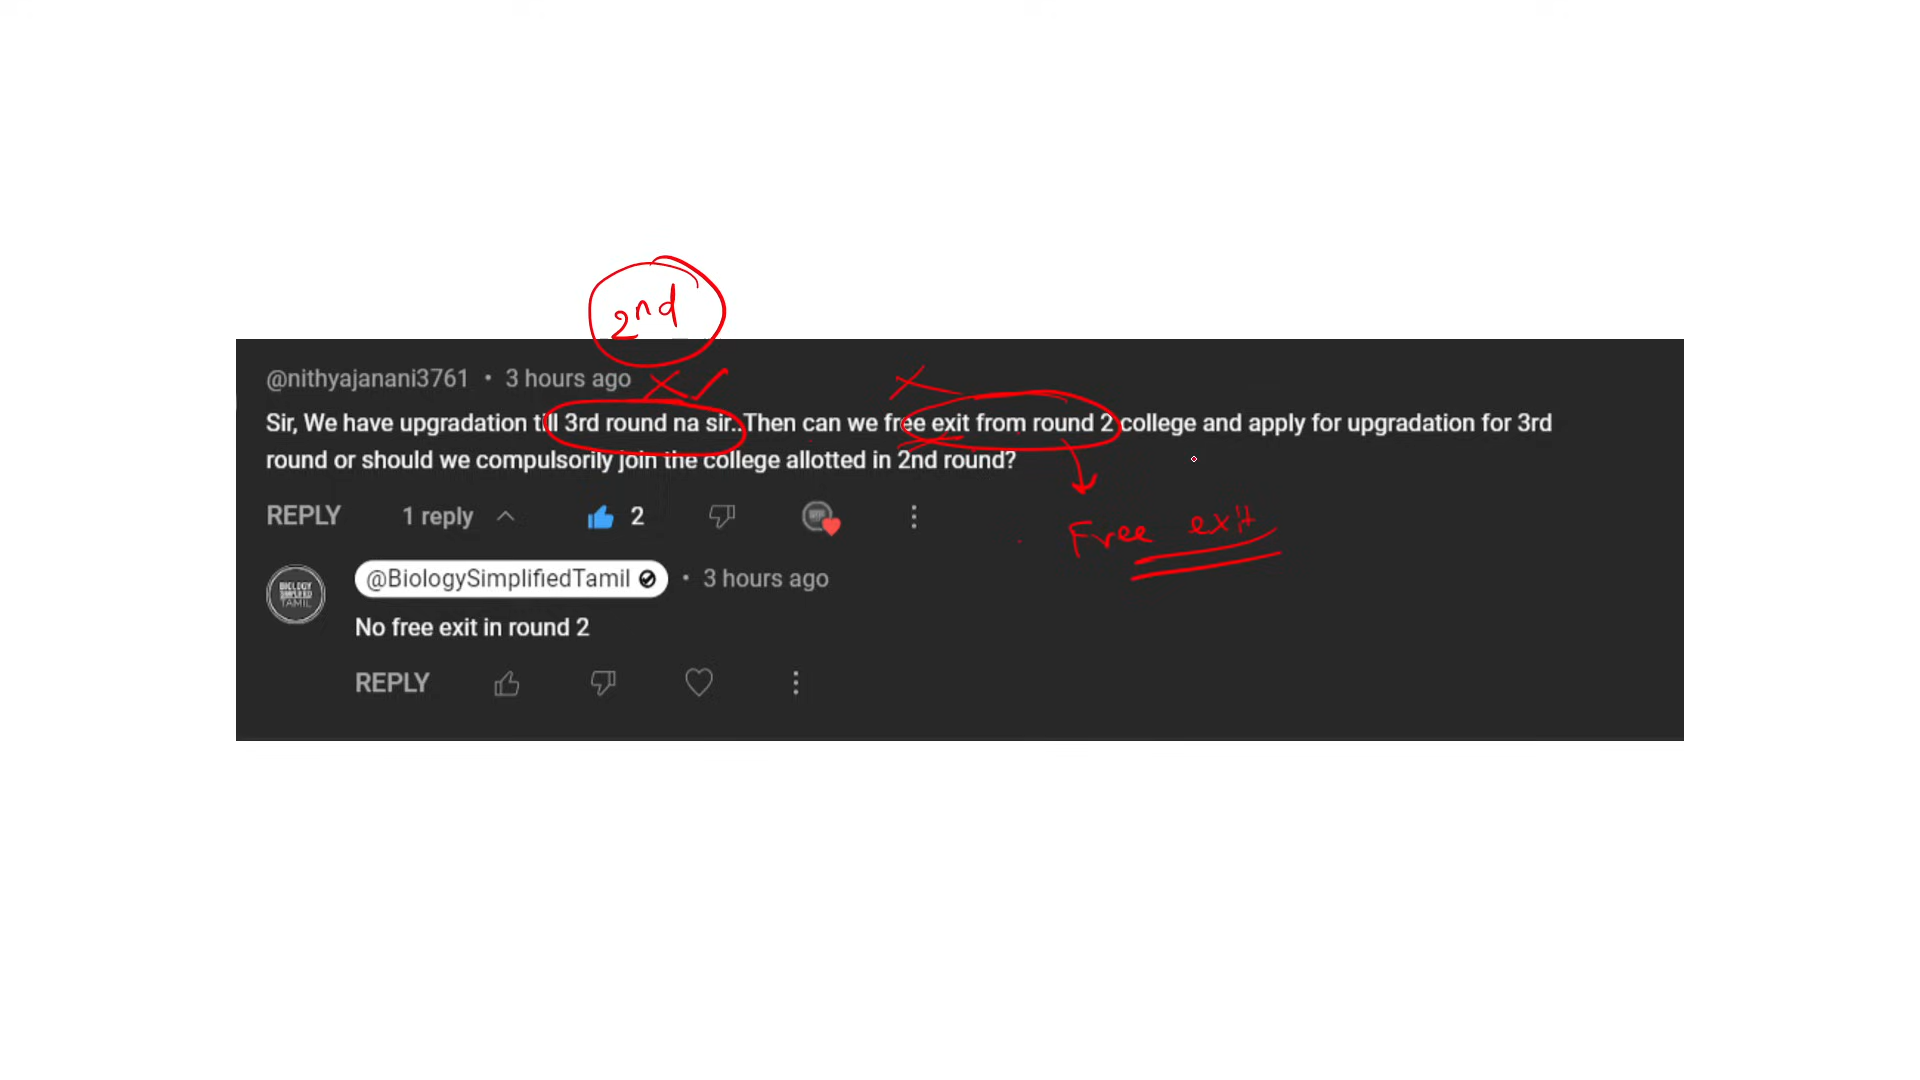 2nd
@nithyajanani3761 • 3 hours ago
Sir, We have upgradation till 3rd round na sir..Then can we free exit from round 2 college and apply for upgradation for 3rd
round or should we compulsorily join the college allotted in 2nd round?
REPLY 1 reply 2
Free exit
BIOLOGY
SIMPLIFIED
TAMIL
@BiologySimplifiedTamil • 3 hours ago
No free exit in round 2
REPLY